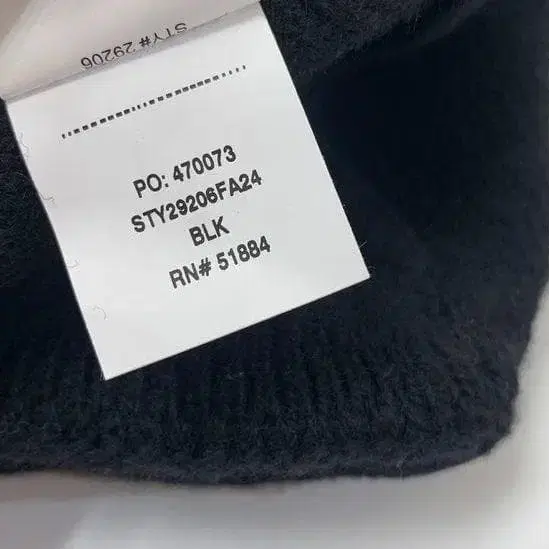 STY# 29206
PO: 470073
STY29206FA24
BLK
RN# 51884